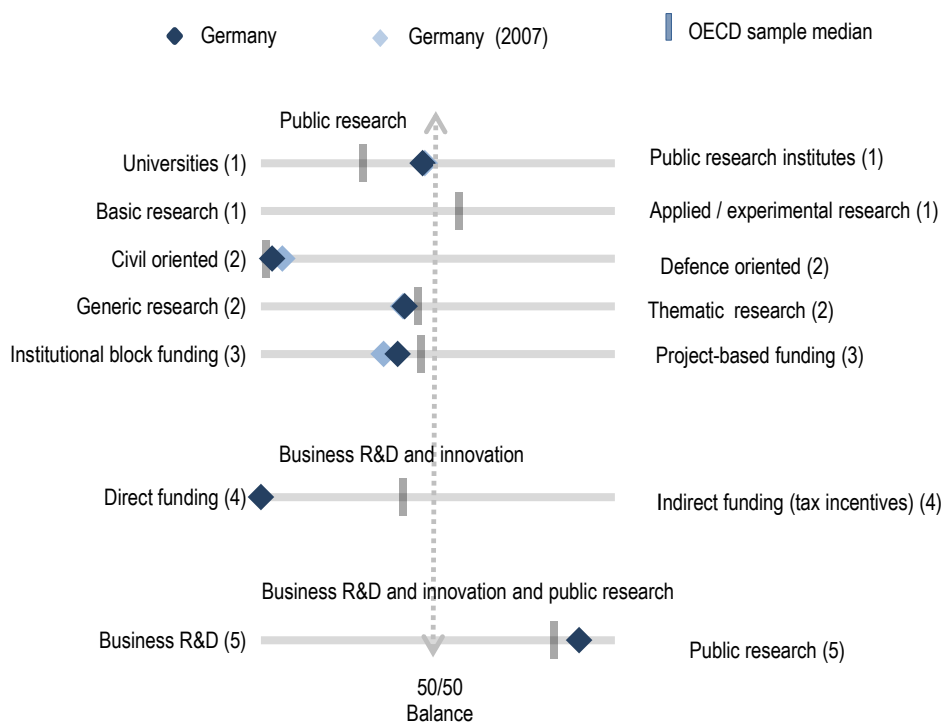 Germany
Germany (2007)
OECD sample median
Public research
Universities (1)
Public research institutes (1)
Basic research (1)
Applied / experimental research (1)
Civil oriented (2)
Defence oriented (2)
Generic research (2)
Thematic research (2)
Institutional block funding (3)
Project-based funding (3)
Business R&D and innovation
Direct funding (4)
Indirect funding (tax incentives) (4)
Business R&D and innovation and public research
Business R&D (5)
Public research (5)
50/50
Balance